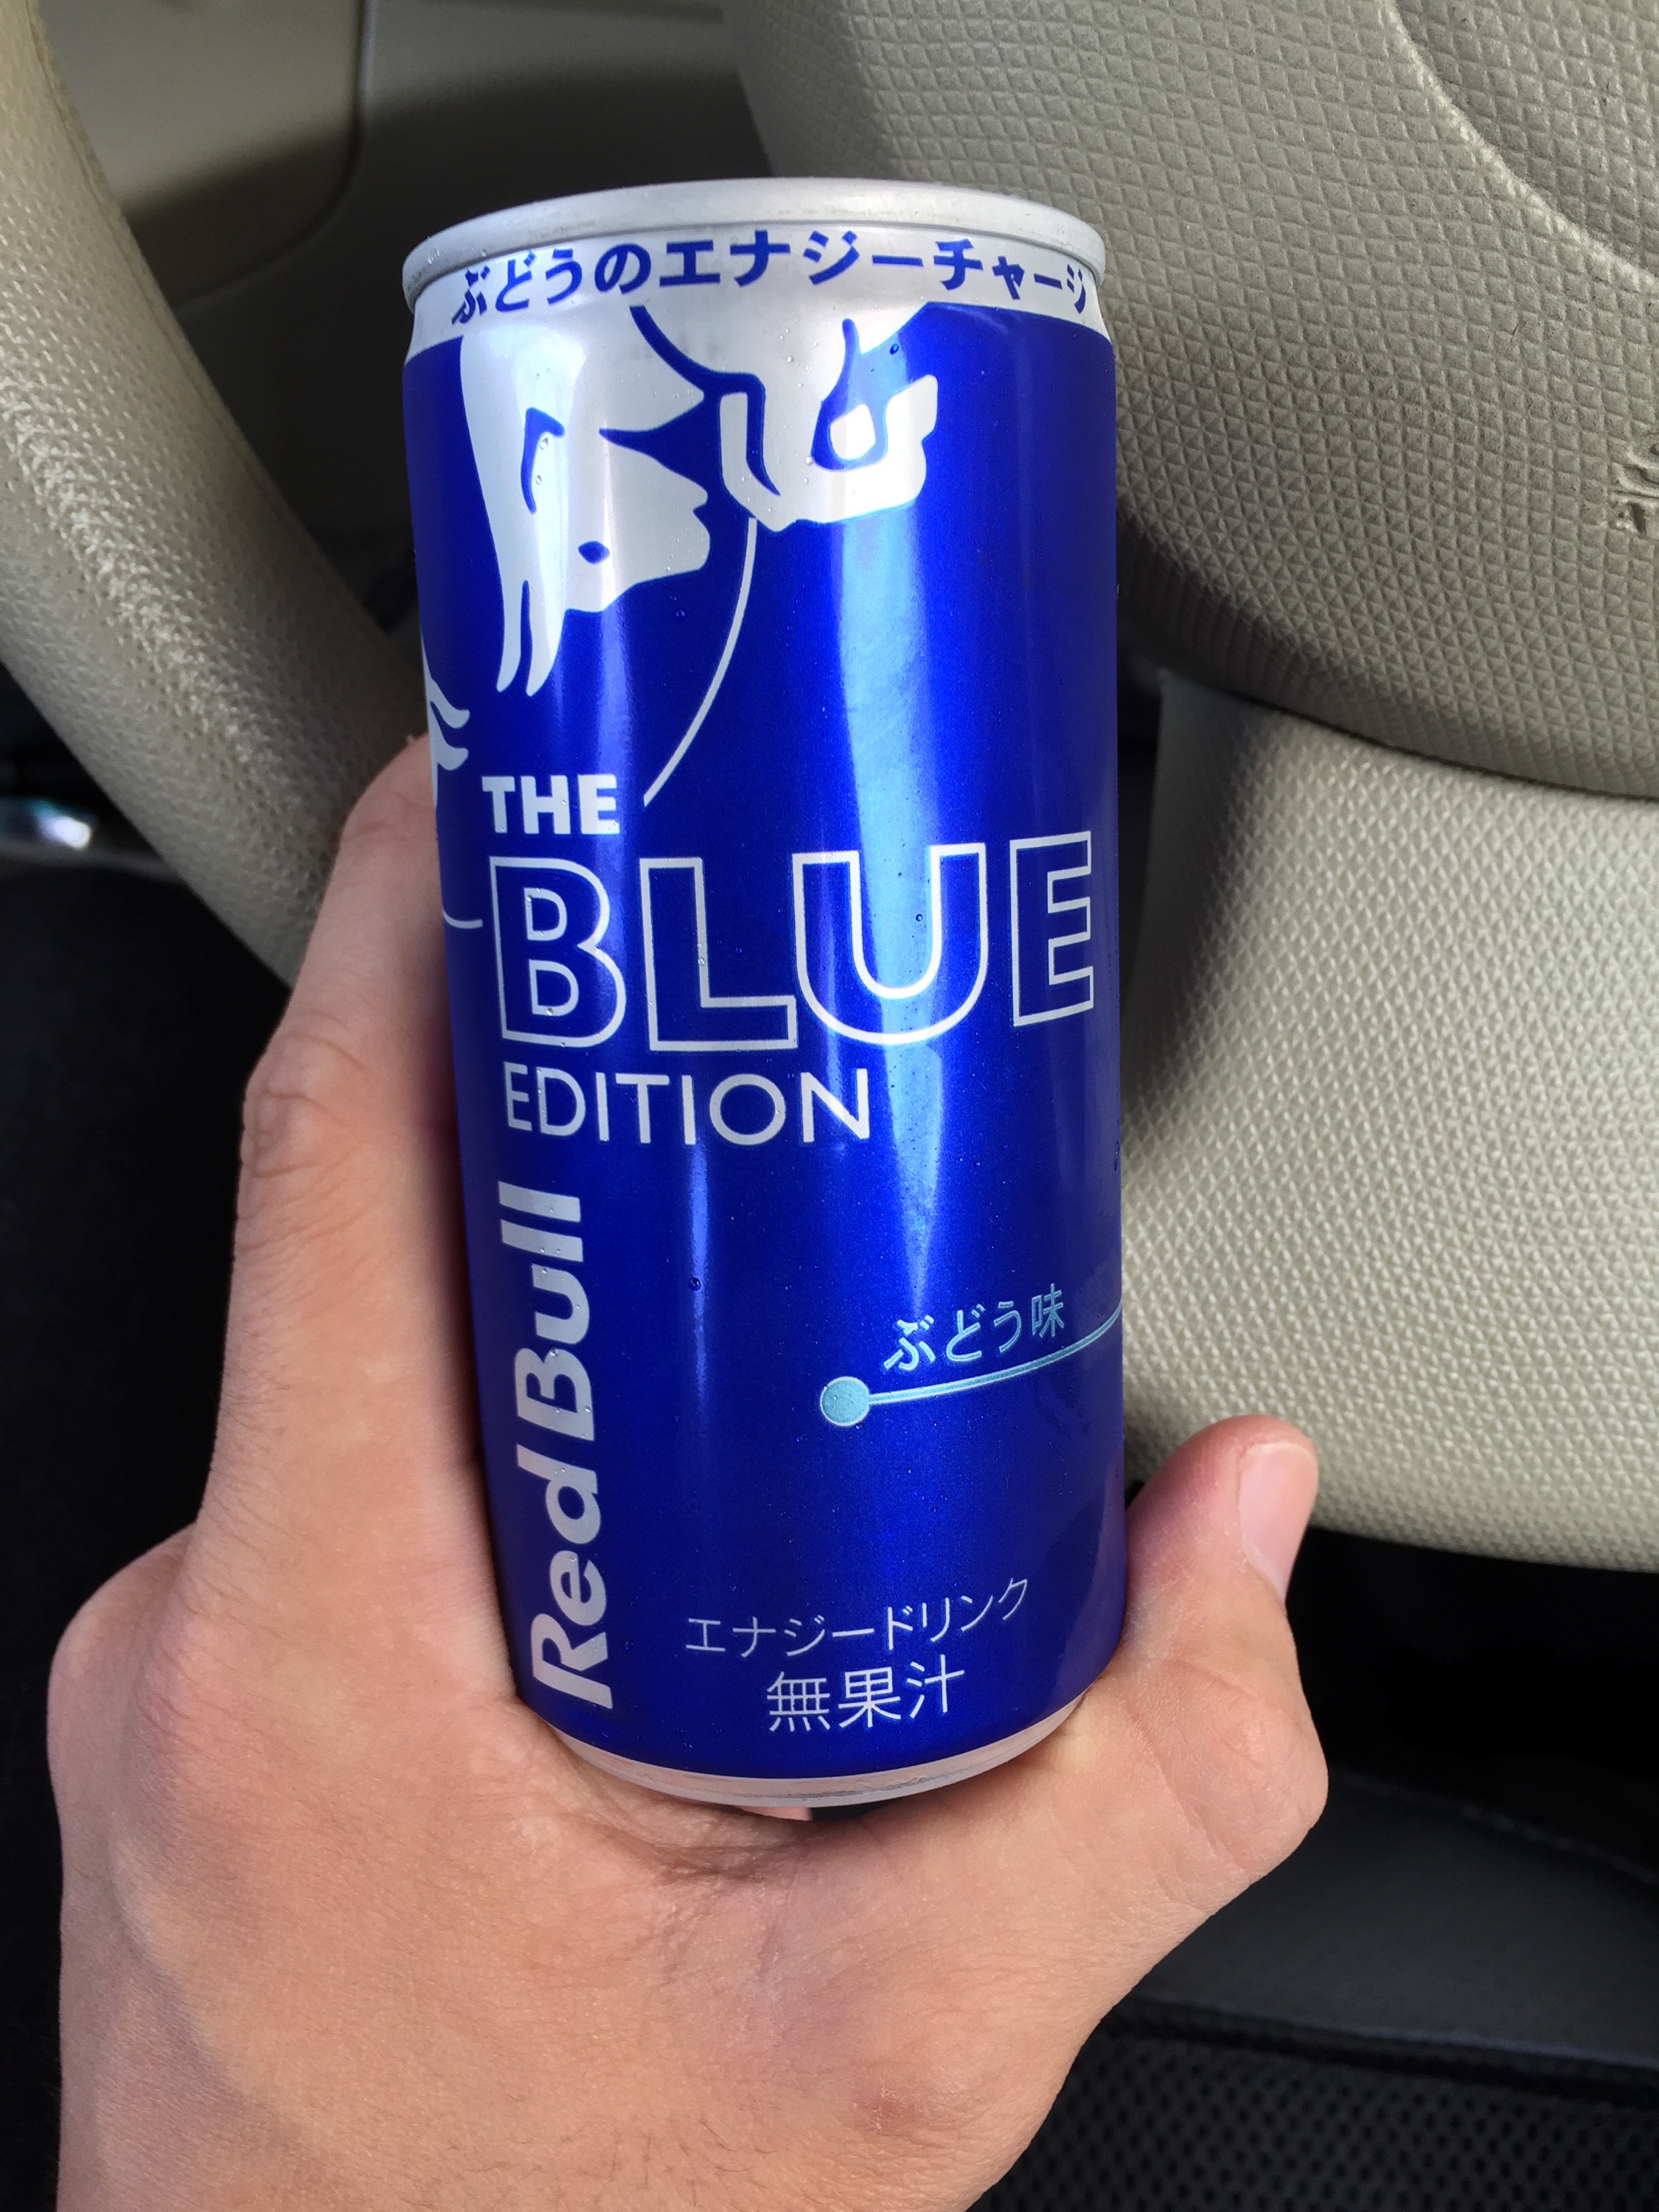 ぶどうのエナジーチャージ
THE
BLUE
EDITION
Red Bull
ぶどう味
エナジードリンク
無果汁